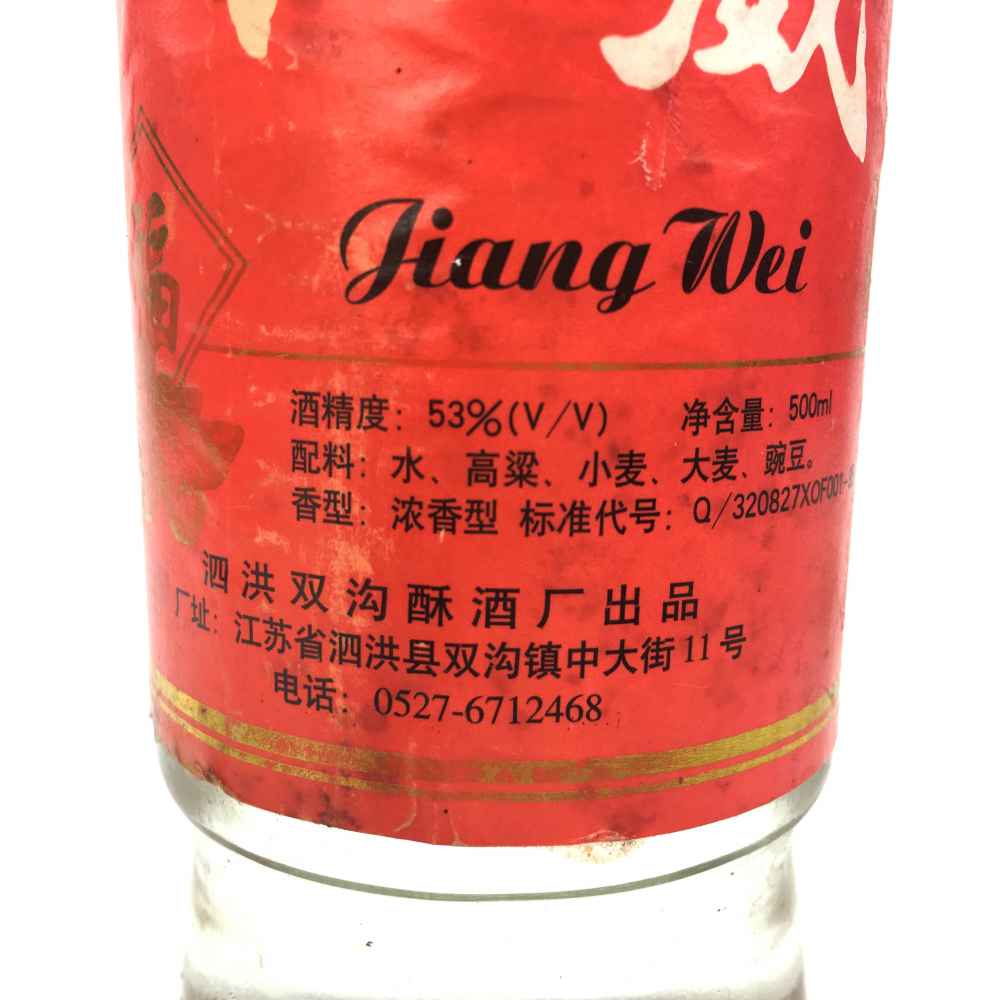 威
福
Jiang Wei
酒精度：53%(V/V) 净含量：500ml
配料：水、高粱、小麦、大麦、豌豆。
香型：浓香型 标准代号：Q/320827XOF001-
泗洪双沟酥酒厂出品
厂址：江苏省泗洪县双沟镇中大街11号
电话：0527-6712468